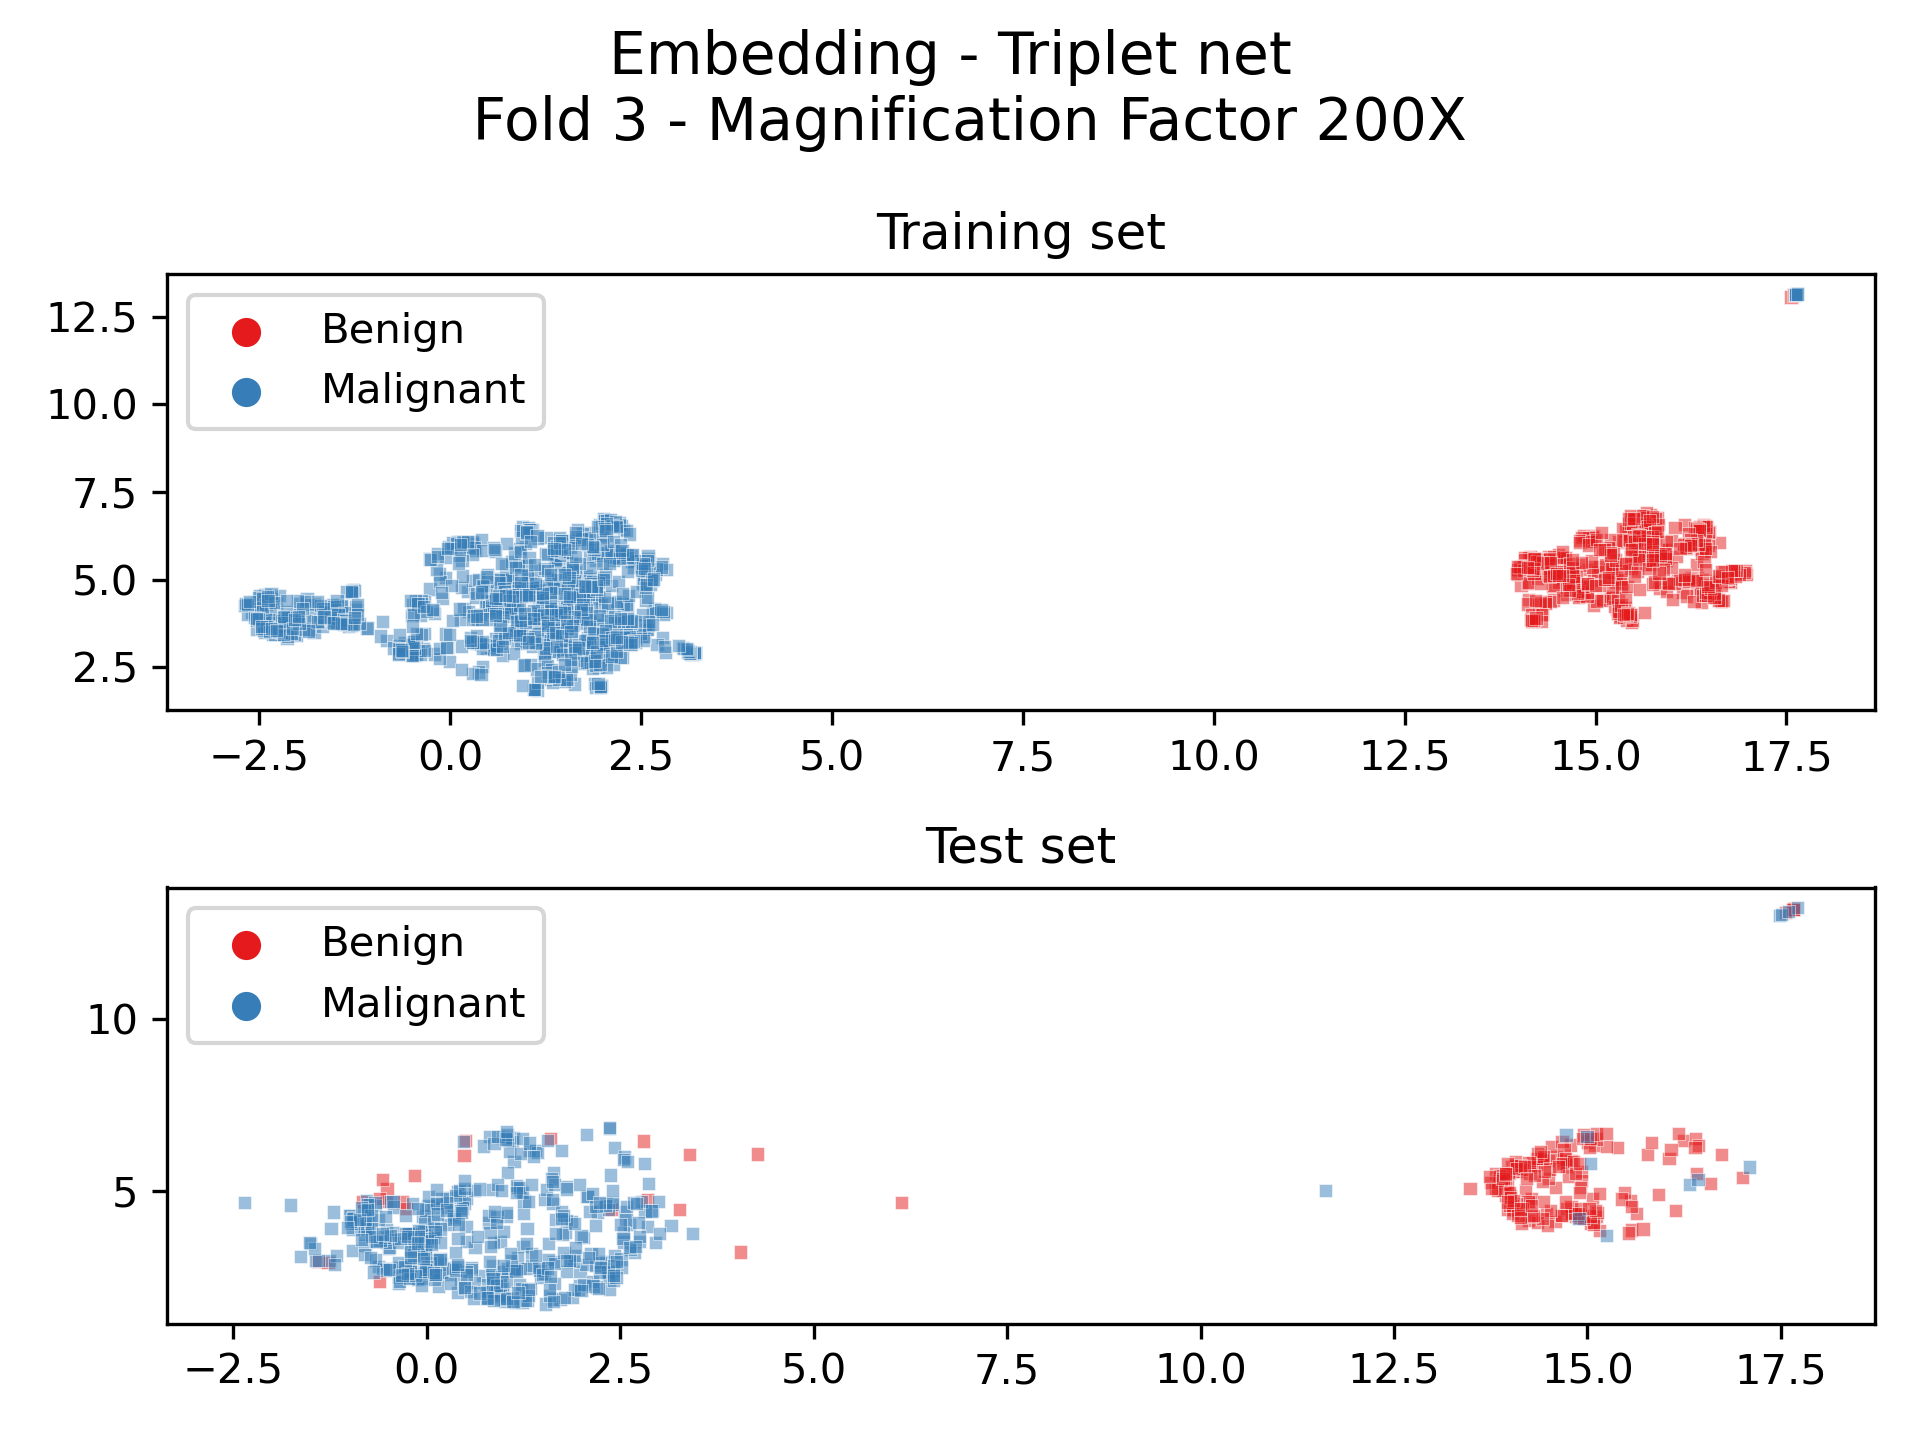 Embedding - Triplet net
Fold 3 - Magnification Factor 200X
Training set
Benign
Malignant
12.5
10.0
7.5
5.0
2.5
−2.5 0.0 2.5 5.0 7.5 10.0 12.5 15.0 17.5
Test set
Benign
Malignant
10
5
−2.5 0.0 2.5 5.0 7.5 10.0 12.5 15.0 17.5